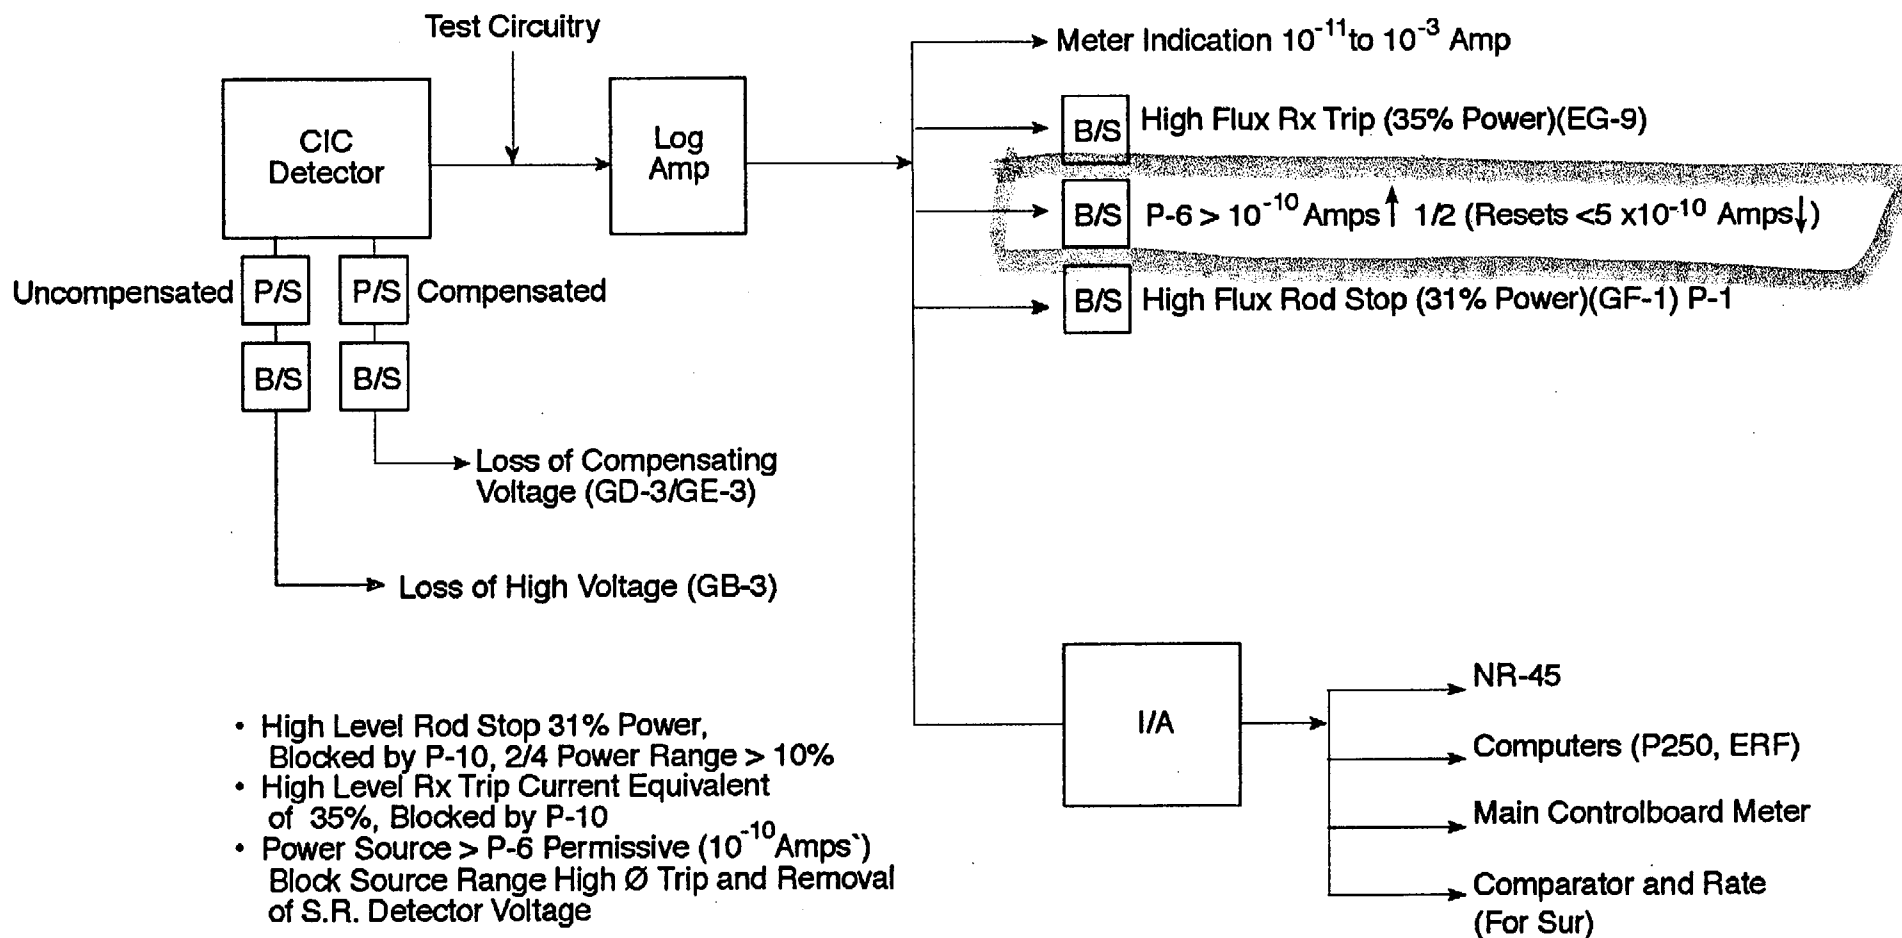 Test Circuitry
CIC
Detector
Log
Amp
Meter Indication 10⁻¹¹ to 10⁻³ Amp
B/S High Flux Rx Trip (35% Power)(EG-9)
B/S P-6 > 10⁻¹⁰ Amps ↑ 1/2 (Resets <5 x10⁻¹⁰ Amps↓)
B/S High Flux Rod Stop (31% Power)(GF-1) P-1
Uncompensated P/S P/S Compensated
B/S B/S
Loss of Compensating
Voltage (GD-3/GE-3)
Loss of High Voltage (GB-3)
I/A
NR-45
Computers (P250, ERF)
Main Controlboard Meter
Comparator and Rate
(For Sur)
• High Level Rod Stop 31% Power,
Blocked by P-10, 2/4 Power Range > 10%
• High Level Rx Trip Current Equivalent
of 35%, Blocked by P-10
• Power Source > P-6 Permissive (10⁻¹⁰Amps`)
Block Source Range High Ø Trip and Removal
of S.R. Detector Voltage